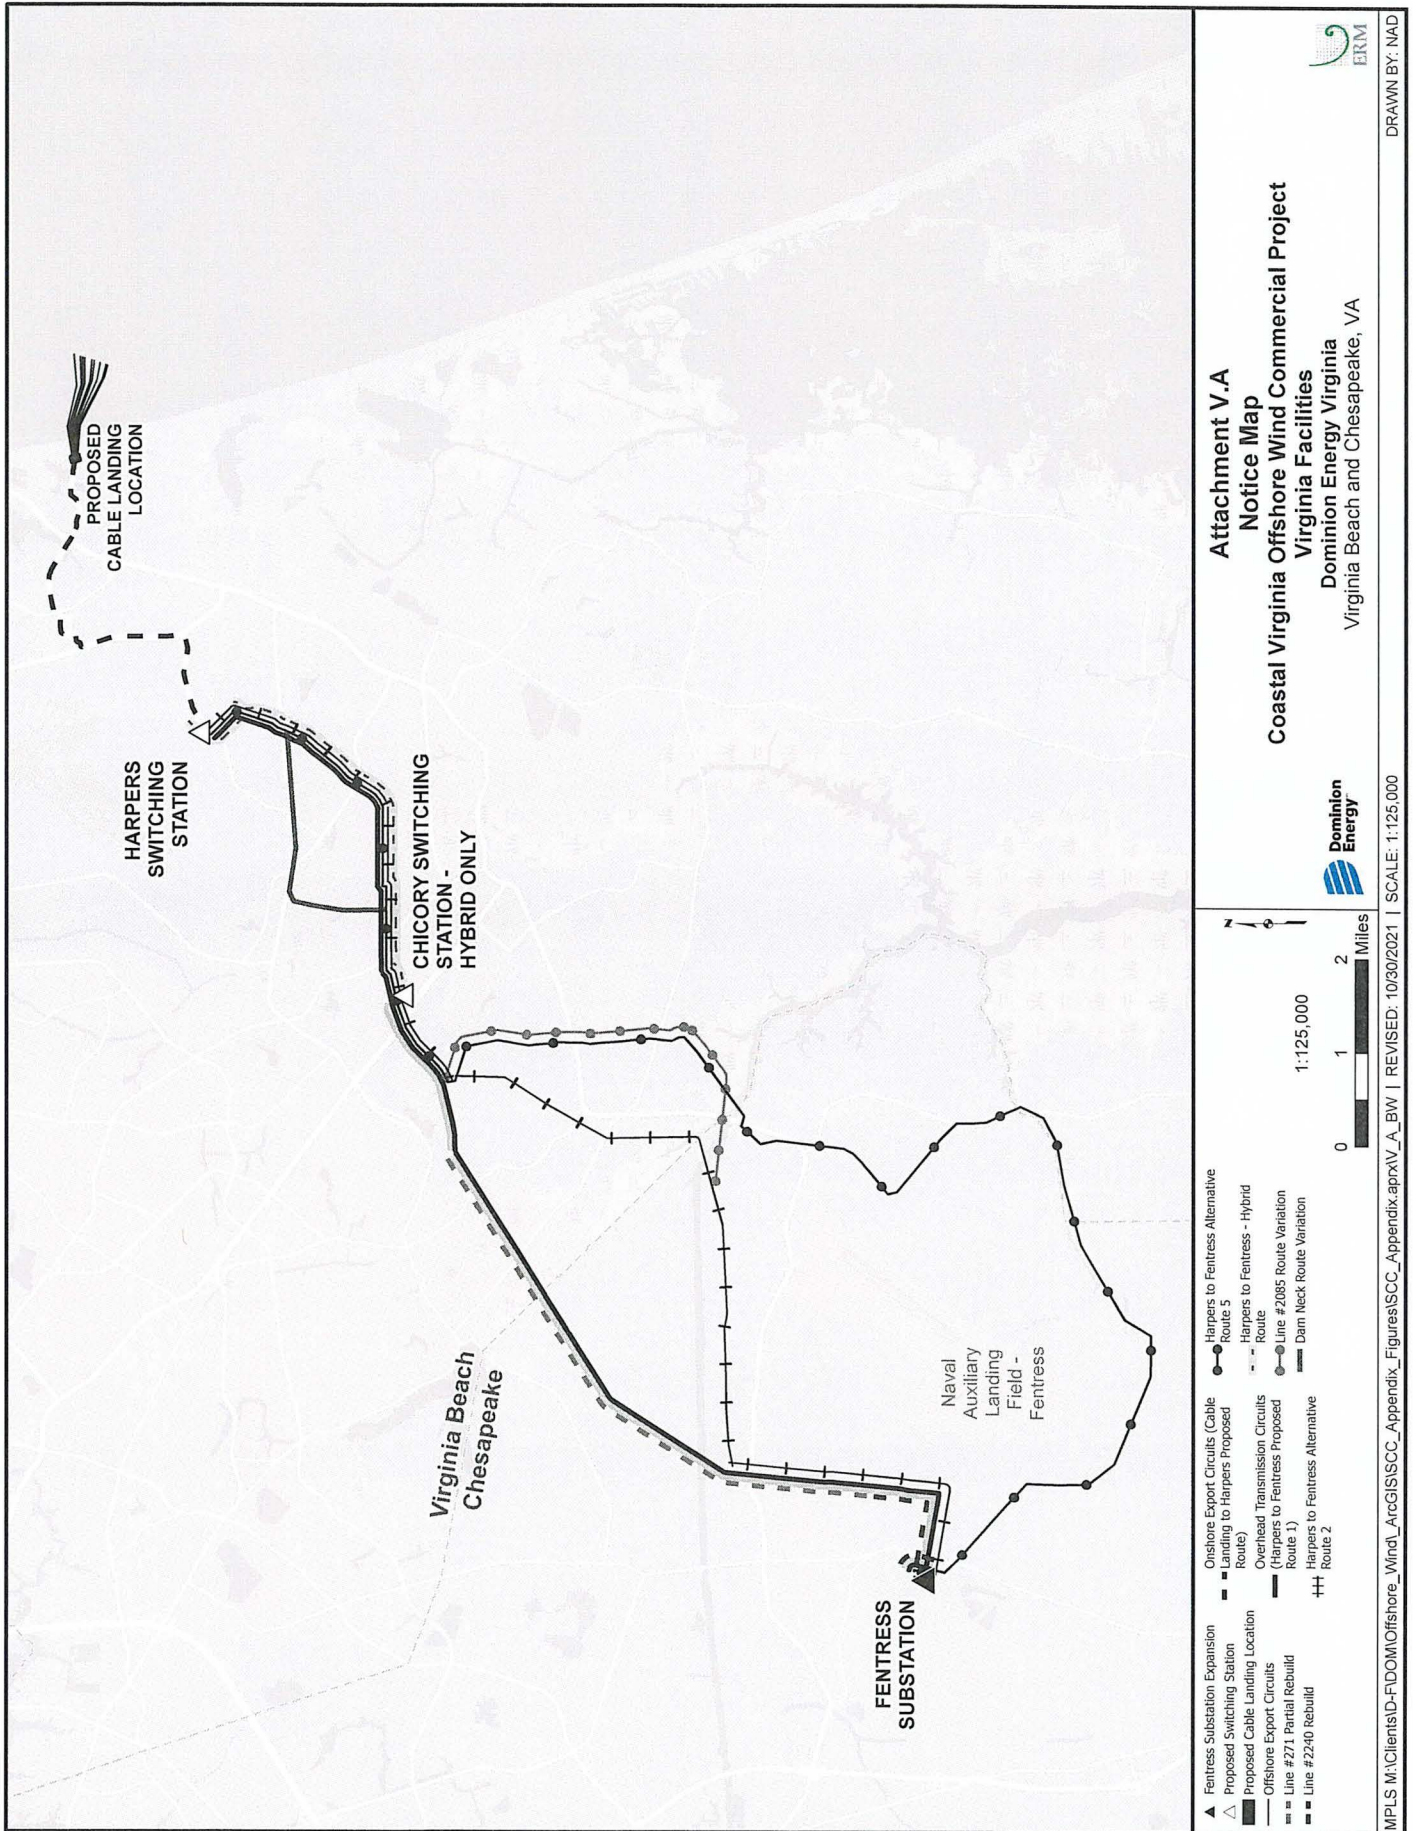 PROPOSED
CABLE LANDING
LOCATION
HARPERS
SWITCHING
STATION
CHICORY SWITCHING
STATION -
HYBRID ONLY
Virginia Beach
Chesapeake
Naval
Auxiliary
Landing
Field -
Fentress
FENTRESS
SUBSTATION
Fentress Substation Expansion
Proposed Switching Station
Proposed Cable Landing Location
Offshore Export Circuits
Line #271 Partial Rebuild
Line #2240 Rebuild
Onshore Export Circuits (Cable
Landing to Harpers Proposed
Route)
Overhead Transmission Circuits
(Harpers to Fentress Proposed
Route 1)
Harpers to Fentress Alternative
Route 2
Harpers to Fentress Alternative
Route 5
Harpers to Fentress - Hybrid
Route
Line #2085 Route Variation
Dam Neck Route Variation
N
1:125,000
0 1 2
Miles
Dominion
Energy
Attachment V.A
Notice Map
Coastal Virginia Offshore Wind Commercial Project
Virginia Facilities
Dominion Energy Virginia
Virginia Beach and Chesapeake, VA
ERM
MPLS M:\Clients\D-F\DOM\Offshore_Wind\_ArcGIS\SCC_Appendix_Figures\SCC_Appendix.aprx\V_A_BW | REVISED: 10/30/2021 | SCALE: 1:125,000
DRAWN BY: NAD